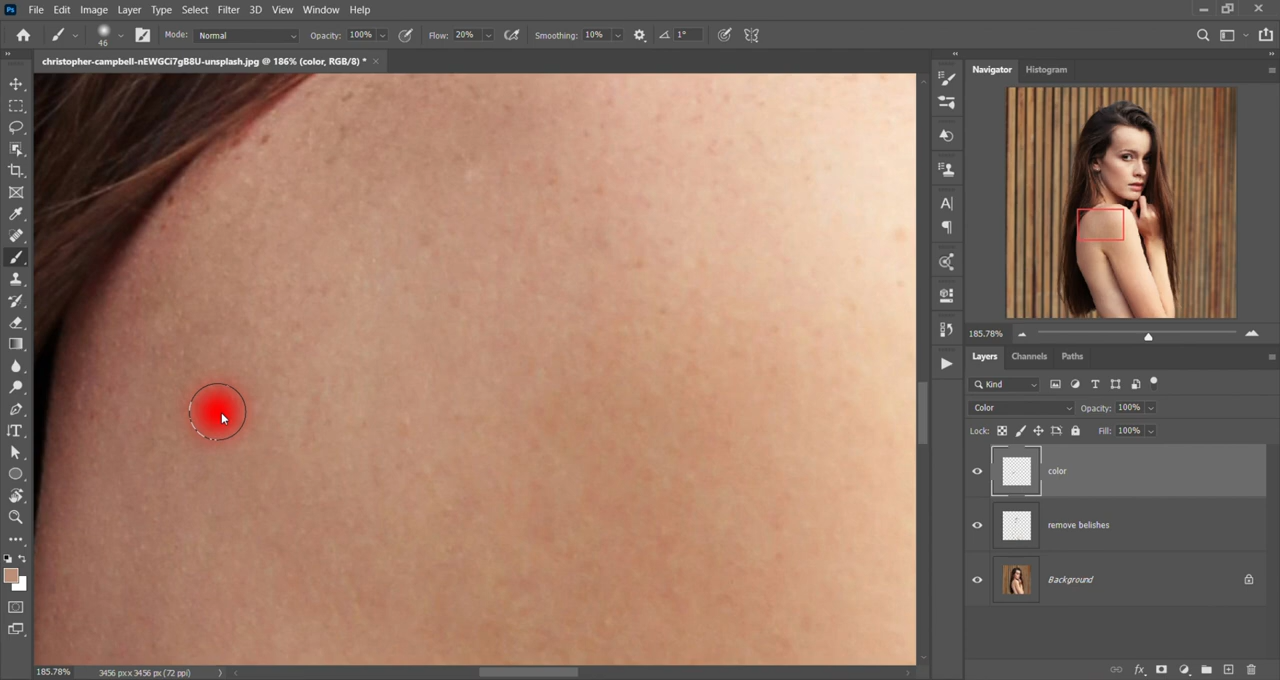 Ps File Edit Image Layer Type Select Filter 3D View Window Help
46 Mode: Normal Opacity: 100% Flow: 20% Smoothing: 10% 1°
christopher-campbell-nEWGCi7gB8U-unsplash.jpg @ 186% (color, RGB/8) *
Navigator Histogram
185.78%
Layers Channels Paths
Kind
Color Opacity: 100%
Lock: Fill: 100%
color
remove belishes
Background
185.78% 3456 px x 3456 px (72 ppi)